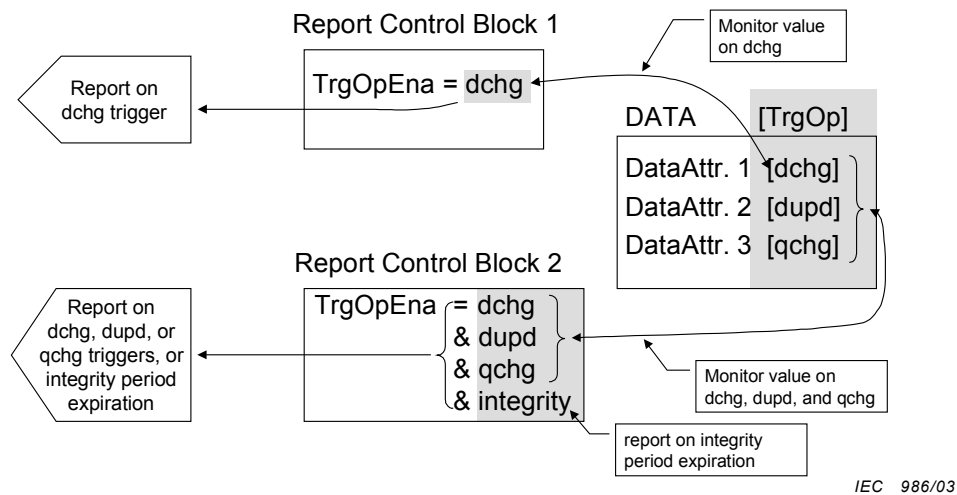 Report Control Block 1
TrgOpEna = dchg
Report on
dchg trigger
Monitor value
on dchg
DATA [TrgOp]
DataAttr. 1 [dchg]
DataAttr. 2 [dupd]
DataAttr. 3 [qchg]
Report Control Block 2
TrgOpEna = dchg
& dupd
& qchg
& integrity
Report on
dchg, dupd, or
qchg triggers, or
integrity period
expiration
Monitor value on
dchg, dupd, and qchg
report on integrity
period expiration
IEC 986/03